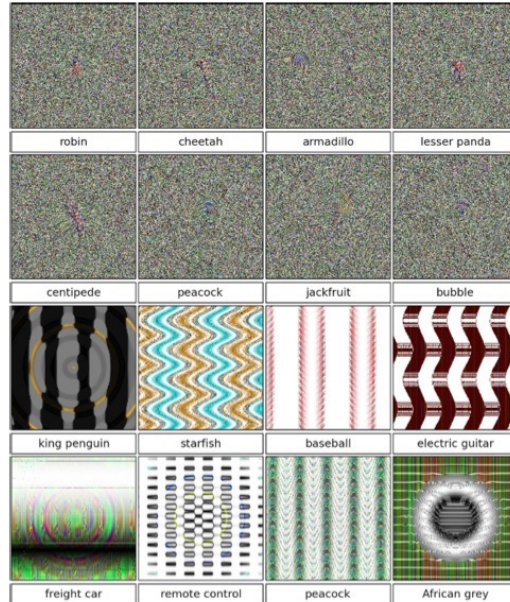 robin cheetah armadillo lesser panda
centipede peacock jackfruit bubble
king penguin starfish baseball electric guitar
freight car remote control peacock African grey